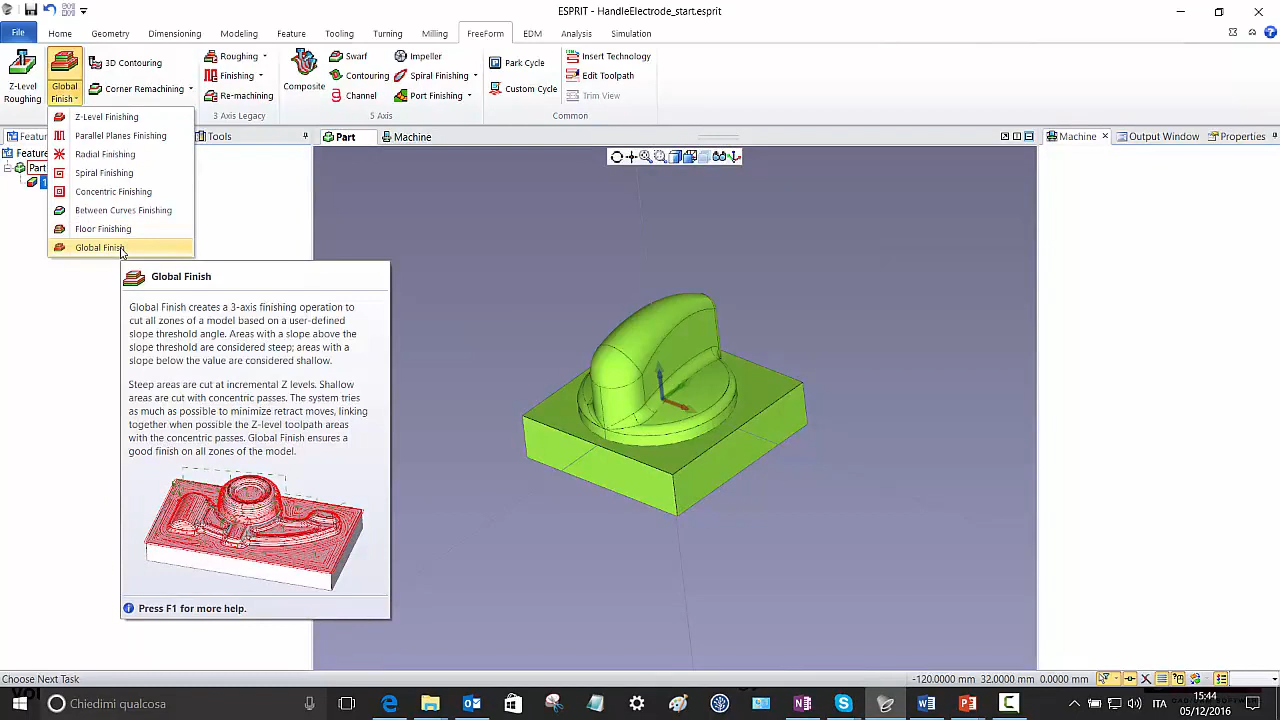 ESPRIT - HandleElectrode_start.esprit
File Home Geometry Dimensioning Modeling Feature Tooling Turning Milling FreeForm EDM Analysis Simulation
Z-Level
Roughing
Global
Finish
3D Contouring
Corner Remachining
Roughing
Finishing
Re-machining
3 Axis Legacy
Composite
Swarf
Contouring
Channel
Impeller
Spiral Finishing
Port Finishing
5 Axis
Park Cycle
Custom Cycle
Insert Technology
Edit Toolpath
Trim View
Common
Z-Level Finishing
Parallel Planes Finishing
Radial Finishing
Spiral Finishing
Concentric Finishing
Between Curves Finishing
Floor Finishing
Global Finish
Tools
Part
Machine
Machine
Output Window
Properties
Part
Global Finish
Global Finish creates a 3-axis finishing operation to
cut all zones of a model based on a user-defined
slope threshold angle. Areas with a slope above the
slope threshold are considered steep; areas with a
slope below the value are considered shallow.
Steep areas are cut at incremental Z levels. Shallow
areas are cut with concentric passes. The system tries
as much as possible to minimize retract moves, linking
together when possible the Z-level toolpath areas
with the concentric passes. Global Finish ensures a
good finish on all zones of the model.
Press F1 for more help.
Choose Next Task
-120.0000 mm 32.0000 mm 0.0000 mm
Chiedimi qualcosa
ITA
15:44
05/12/2016